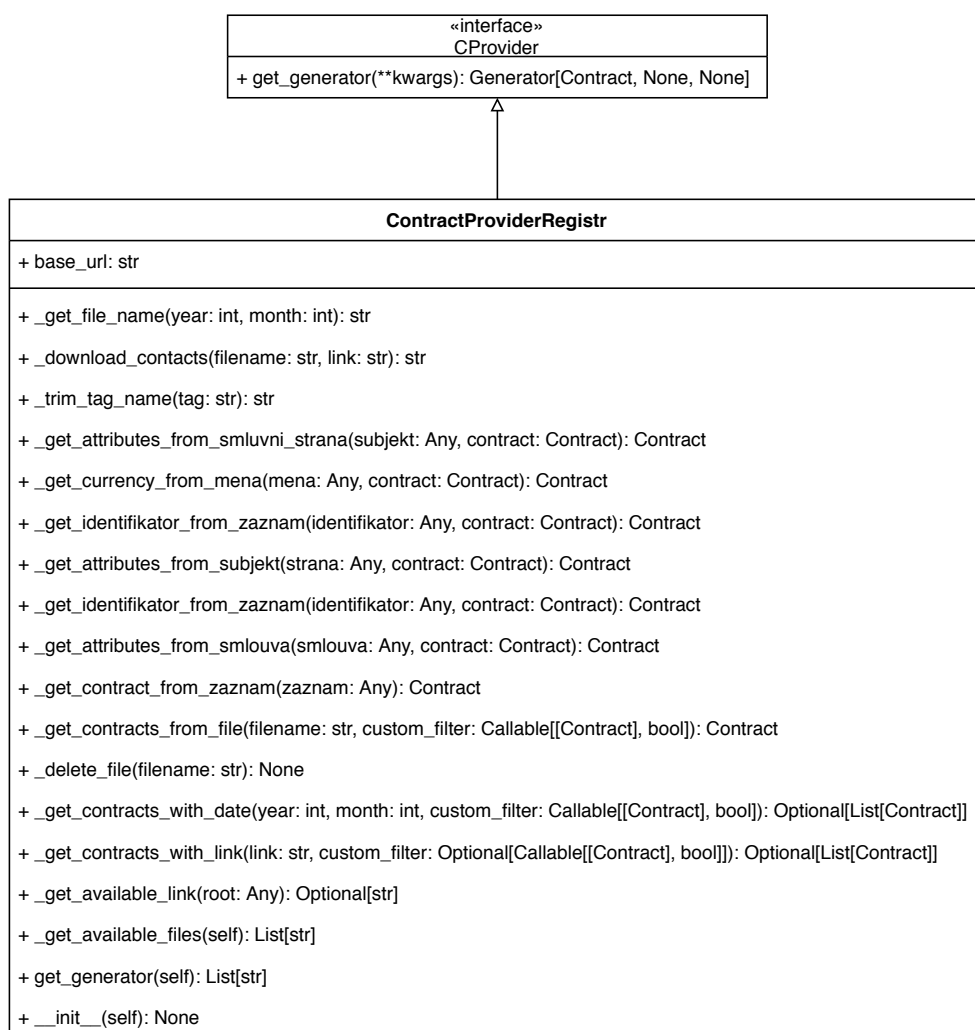 «interface»
CProvider
+ get_generator(**kwargs): Generator[Contract, None, None]
ContractProviderRegistr
+ base_url: str
+ _get_file_name(year: int, month: int): str
+ _download_contacts(filename: str, link: str): str
+ _trim_tag_name(tag: str): str
+ _get_attributes_from_smluvni_strana(subjekt: Any, contract: Contract): Contract
+ _get_currency_from_mena(mena: Any, contract: Contract): Contract
+ _get_identifikator_from_zaznam(identifikator: Any, contract: Contract): Contract
+ _get_attributes_from_subjekt(strana: Any, contract: Contract): Contract
+ _get_identifikator_from_zaznam(identifikator: Any, contract: Contract): Contract
+ _get_attributes_from_smlouva(smlouva: Any, contract: Contract): Contract
+ _get_contract_from_zaznam(zaznam: Any): Contract
+ _get_contracts_from_file(filename: str, custom_filter: Callable[[Contract], bool]): Contract
+ _delete_file(filename: str): None
+ _get_contracts_with_date(year: int, month: int, custom_filter: Callable[[Contract], bool]): Optional[List[Contract]]
+ _get_contracts_with_link(link: str, custom_filter: Optional[Callable[[Contract], bool]]): Optional[List[Contract]]
+ _get_available_link(root: Any): Optional[str]
+ _get_available_files(self): List[str]
+ get_generator(self): List[str]
+ __init__(self): None